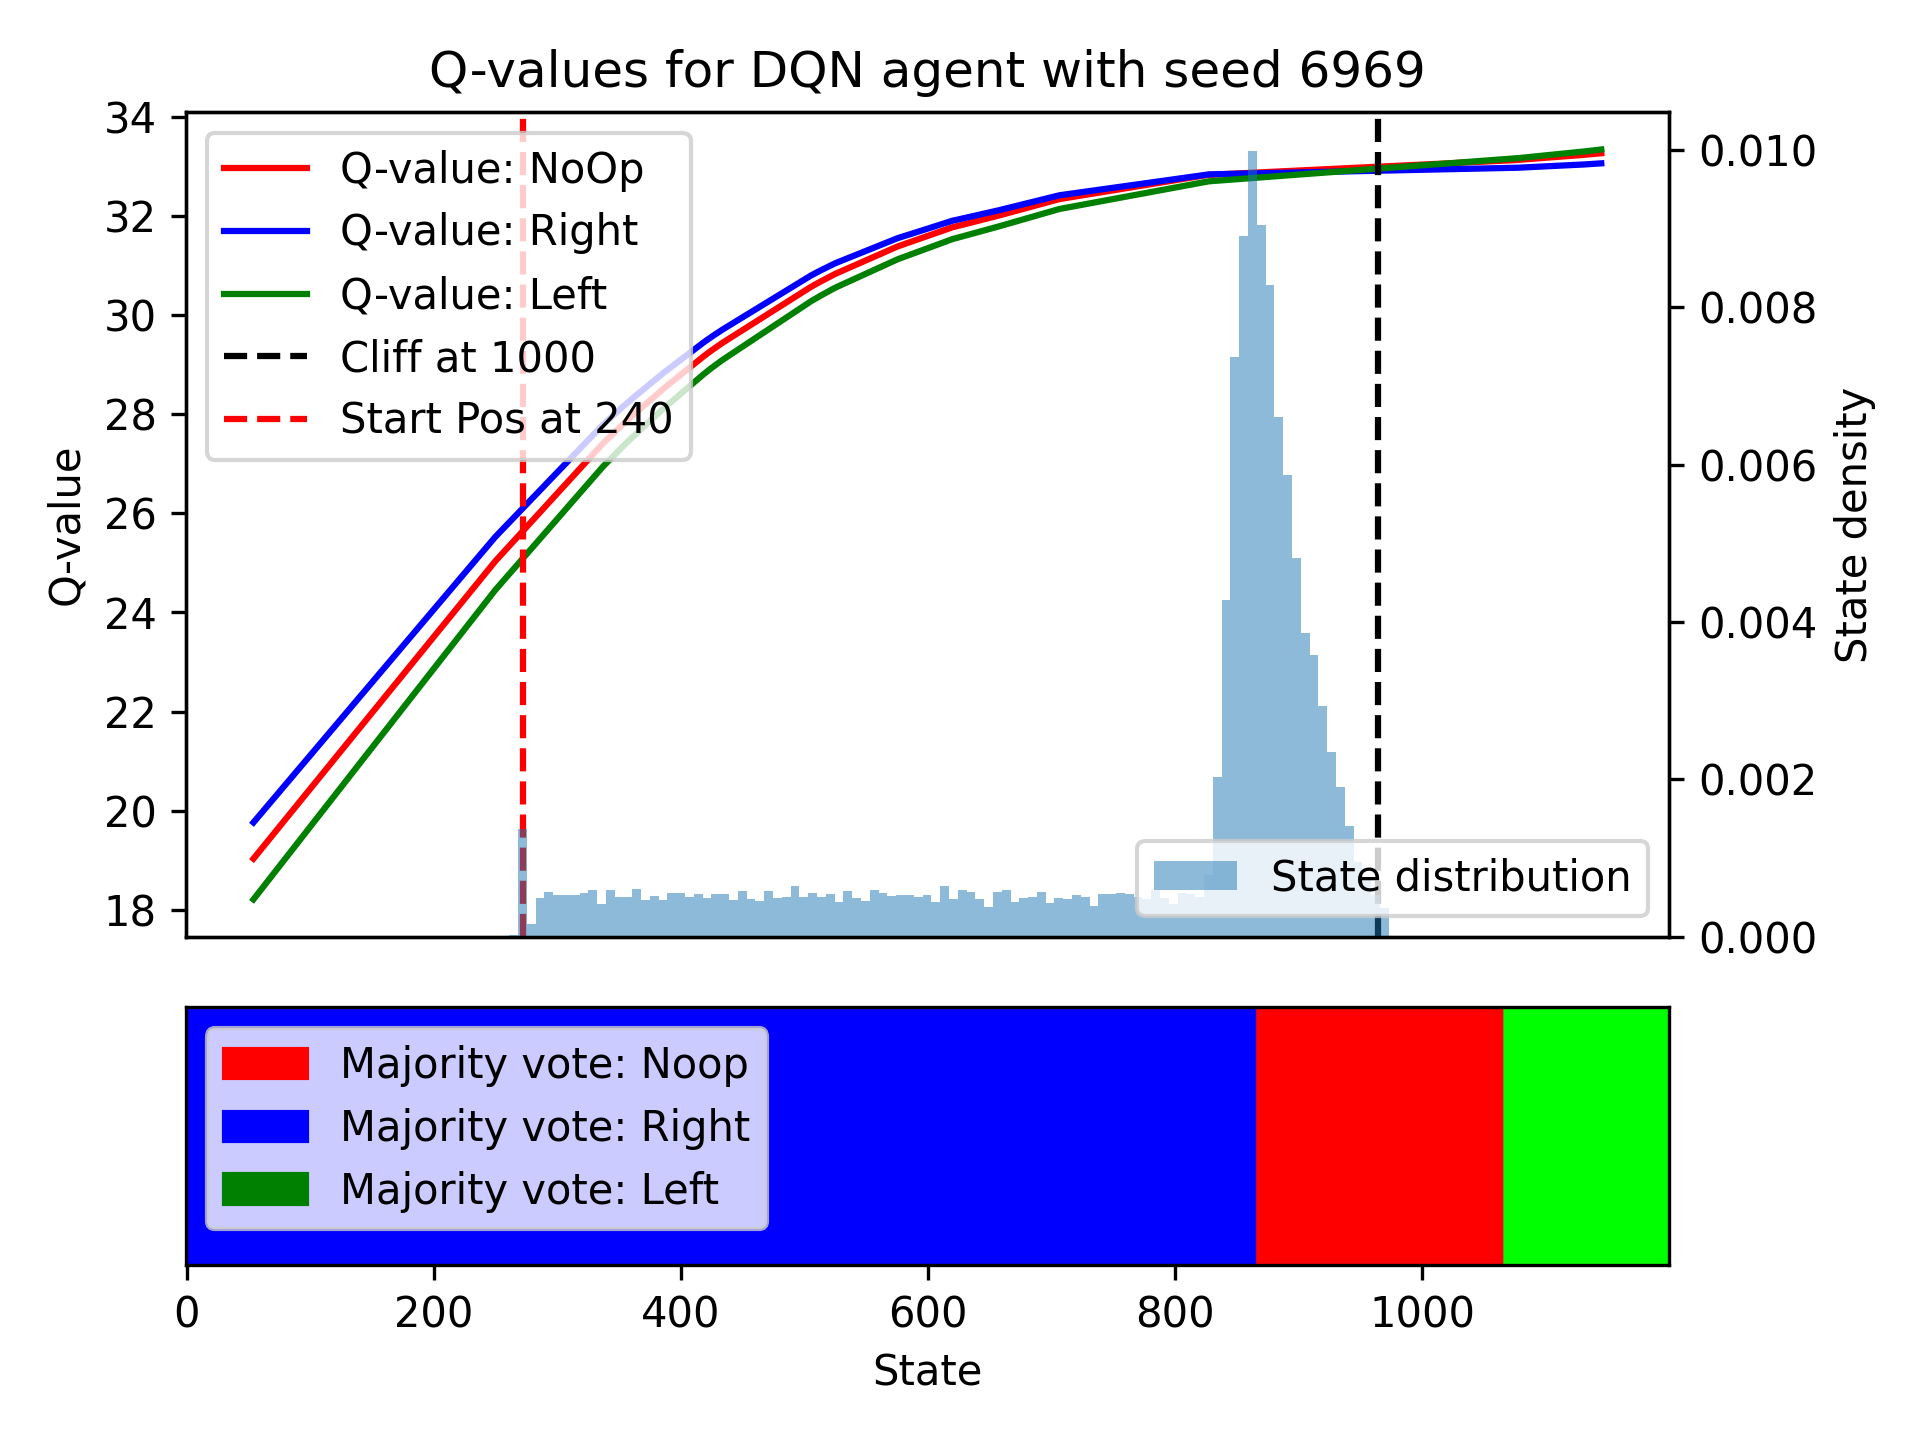 Q-values for DQN agent with seed 6969
34
32
30
28
26
24
22
20
18
Q-value
Q-value: NoOp
Q-value: Right
Q-value: Left
Cliff at 1000
Start Pos at 240
0.010
0.008
0.006
0.004
0.002
0.000
State density
State distribution
Majority vote: Noop
Majority vote: Right
Majority vote: Left
0 200 400 600 800 1000
State